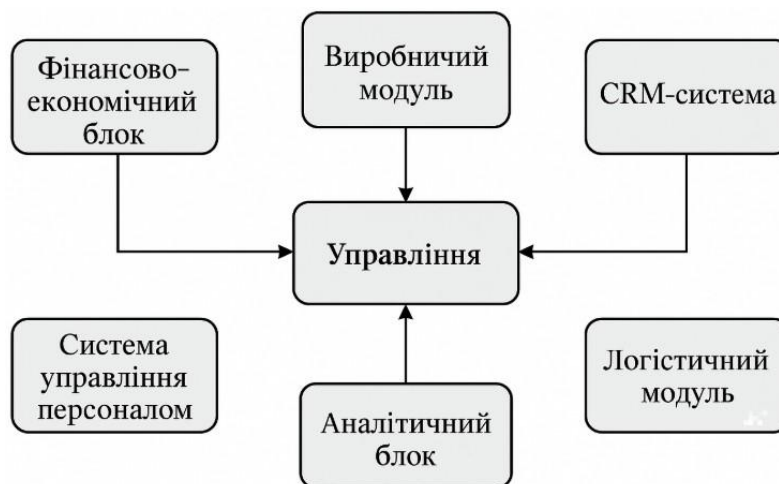 Фінансово-
економічний
блок
Виробничий
модуль
CRM-система
Управління
Система
управління
персоналом
Аналітичний
блок
Логістичний
модуль